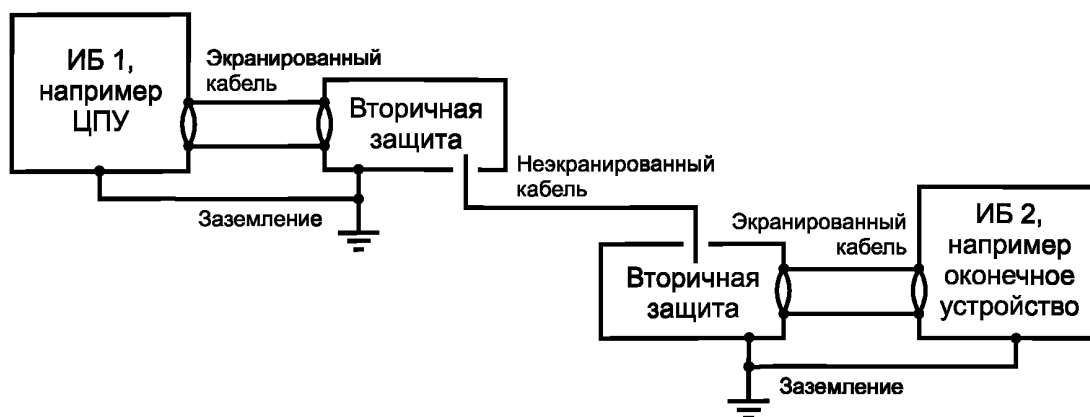 ИБ 1,
например
ЦПУ
Экранированный
кабель
Вторичная
защита
Заземление
Неэкранированный
кабель
Экранированный
кабель
Вторичная
защита
ИБ 2,
например
оконечное
устройство
Заземление